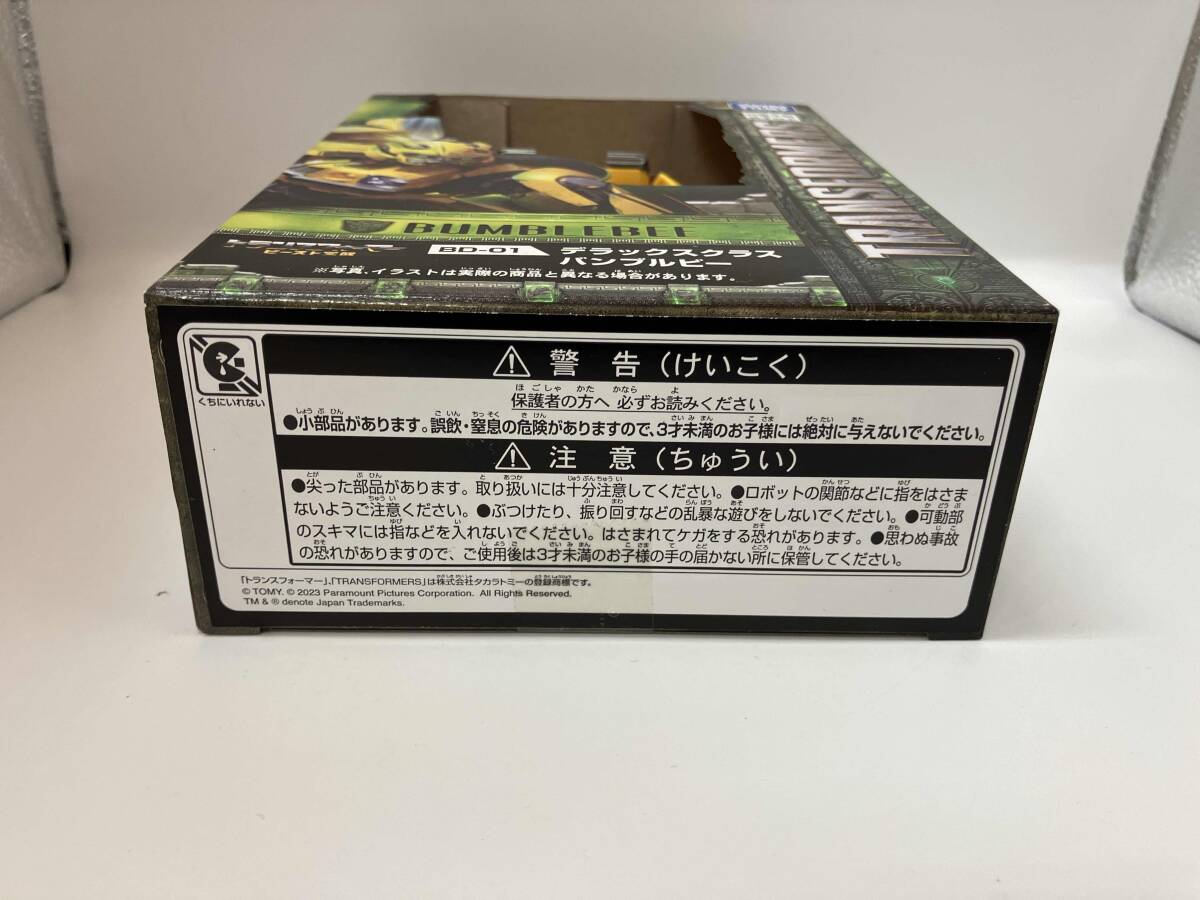 TRANSFORMERS
BUMBLEBEE
BD-01
デラックスクラス
バンブルビー
ビースト覚醒
※写真、イラストは実際の商品と異なる場合があります。
くちにいれない
警告（けいこく）
保護者の方へ 必ずお読みください。
●小部品があります。誤飲・窒息の危険がありますので、3才未満のお子様には絶対に与えないでください。
注意（ちゅうい）
●尖った部品があります。取り扱いには十分注意してください。●ロボットの関節などに指をはさま
ないようご注意ください。●ぶつけたり、振り回すなどの乱暴な遊びをしないでください。●可動部
のスキマには指などを入れないでください。はさまれてケガをする恐れがあります。●思わぬ事故
の恐れがありますので、ご使用後は3才未満のお子様の手の届かない所に保管してください。
「トランスフォーマー」、「TRANSFORMERS」は株式会社タカラトミーの登録商標です。
© TOMY. © 2023 Paramount Pictures Corporation. All Rights Reserved.
TM & ® denote Japan Trademarks.